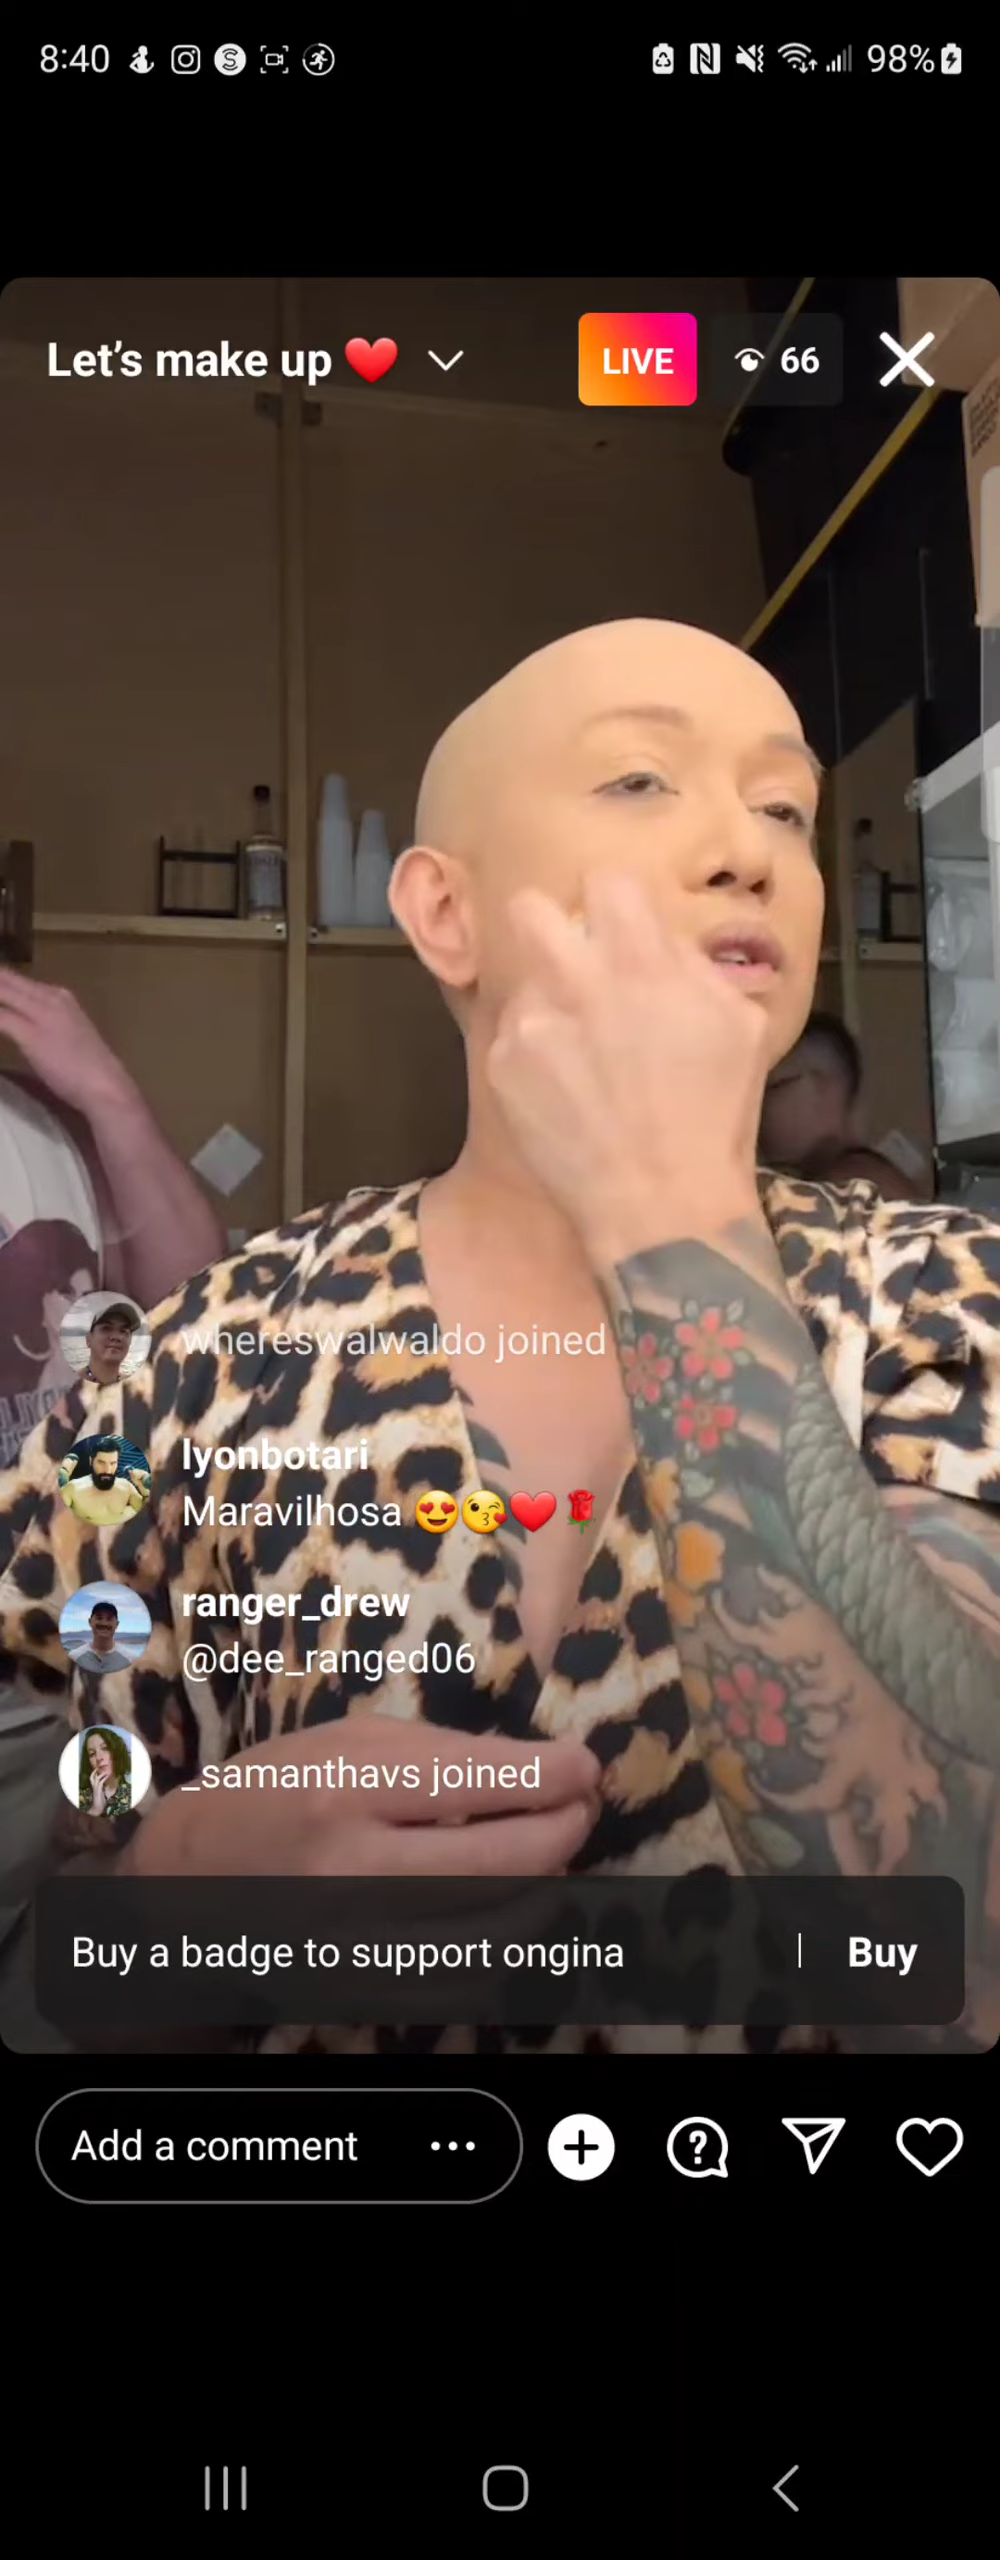 8:40
98%
Let's make up ❤️
LIVE
66
whereswalwaldo joined
lyonbotari
Maravilhosa 😍😘❤️🌹
ranger_drew
@dee_ranged06
_samanthavs joined
Buy a badge to support ongina | Buy
Add a comment